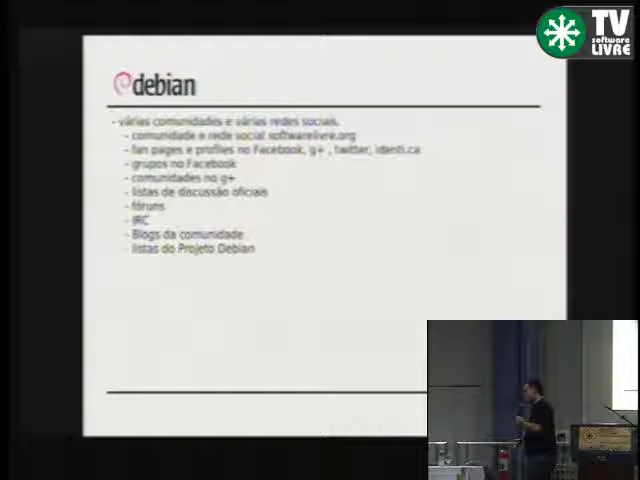 TV
software
LIVRE
debian
- várias comunidades e várias redes sociais.
- comunidade e rede social softwarelivre.org
- fan pages e profiles no Facebook, g+ , twitter, identi.ca
- grupos no Facebook
- comunidades no g+
- listas de discussão oficiais
- fóruns
- IRC
- Blogs da comunidade
- listas do Projeto Debian